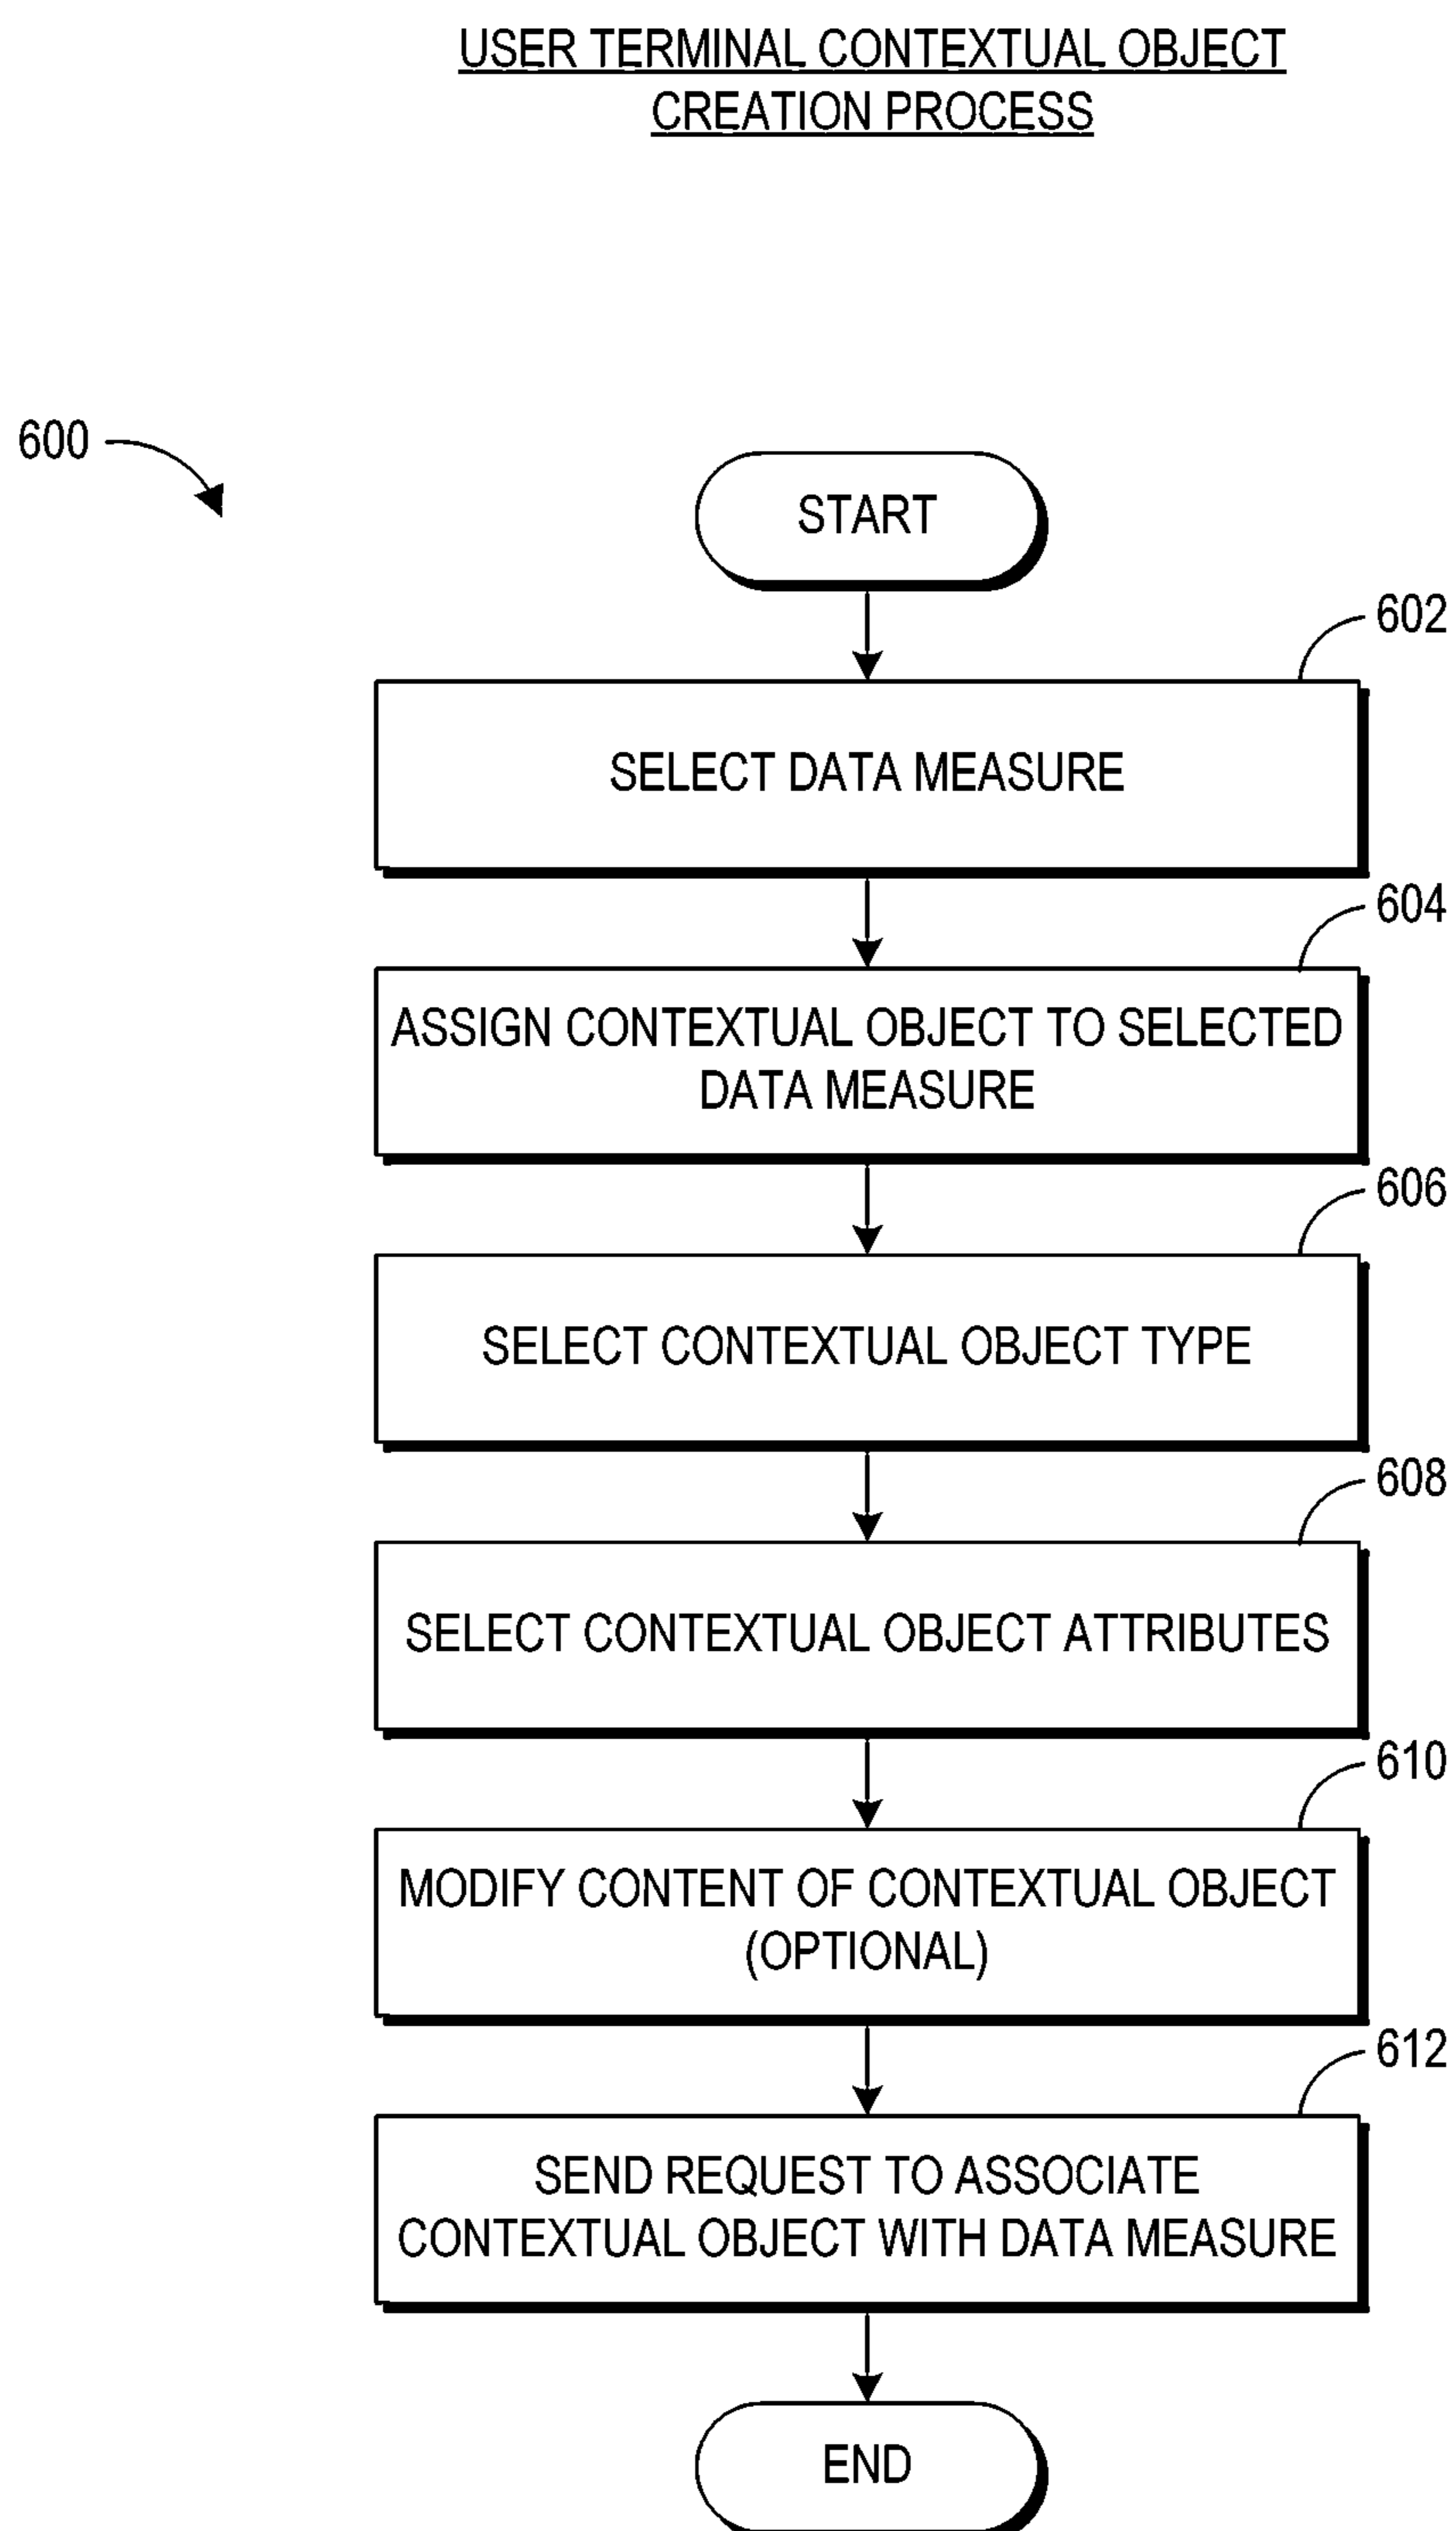 USER TERMINAL CONTEXTUAL OBJECT
CREATION PROCESS
600
START
602
SELECT DATA MEASURE
604
ASSIGN CONTEXTUAL OBJECT TO SELECTED
DATA MEASURE
606
SELECT CONTEXTUAL OBJECT TYPE
608
SELECT CONTEXTUAL OBJECT ATTRIBUTES
610
MODIFY CONTENT OF CONTEXTUAL OBJECT
(OPTIONAL)
612
SEND REQUEST TO ASSOCIATE
CONTEXTUAL OBJECT WITH DATA MEASURE
END